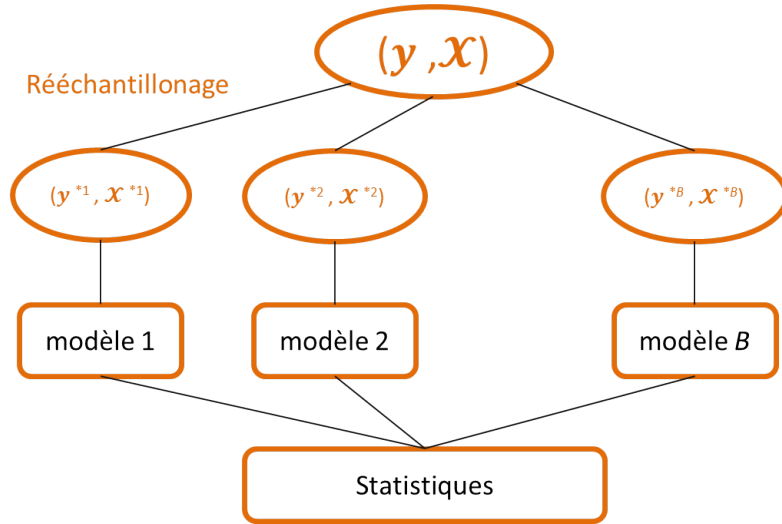 (y ,X)
Rééchantillonage
(y *1 , X *1)
(y *2 , X *2)
(y *B , X *B)
modèle 1
modèle 2
modèle B
Statistiques